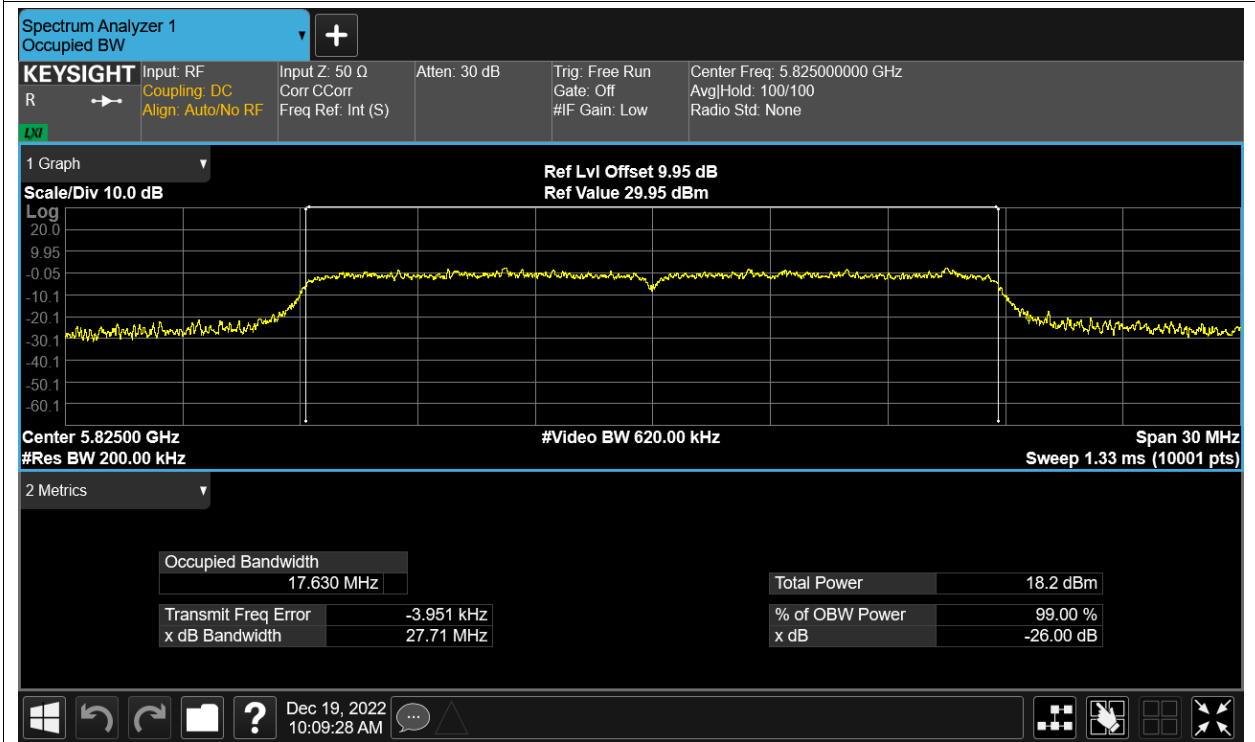 Spectrum Analyzer 1
Occupied BW
KEYSIGHT
R
LXI
Input: RF
Coupling: DC
Align: Auto/No RF
Input Z: 50 Ω
Corr CCorr
Freq Ref: Int (S)
Atten: 30 dB
Trig: Free Run
Gate: Off
#IF Gain: Low
Center Freq: 5.825000000 GHz
Avg|Hold: 100/100
Radio Std: None
1 Graph
Scale/Div 10.0 dB
Ref Lvl Offset 9.95 dB
Ref Value 29.95 dBm
Log
20.0
9.95
-0.05
-10.1
-20.1
-30.1
-40.1
-50.1
-60.1
Center 5.82500 GHz
#Res BW 200.00 kHz
#Video BW 620.00 kHz
Span 30 MHz
Sweep 1.33 ms (10001 pts)
2 Metrics
Occupied Bandwidth
17.630 MHz
Transmit Freq Error -3.951 kHz
x dB Bandwidth 27.71 MHz
Total Power 18.2 dBm
% of OBW Power 99.00 %
x dB -26.00 dB
?
Dec 19, 2022
10:09:28 AM